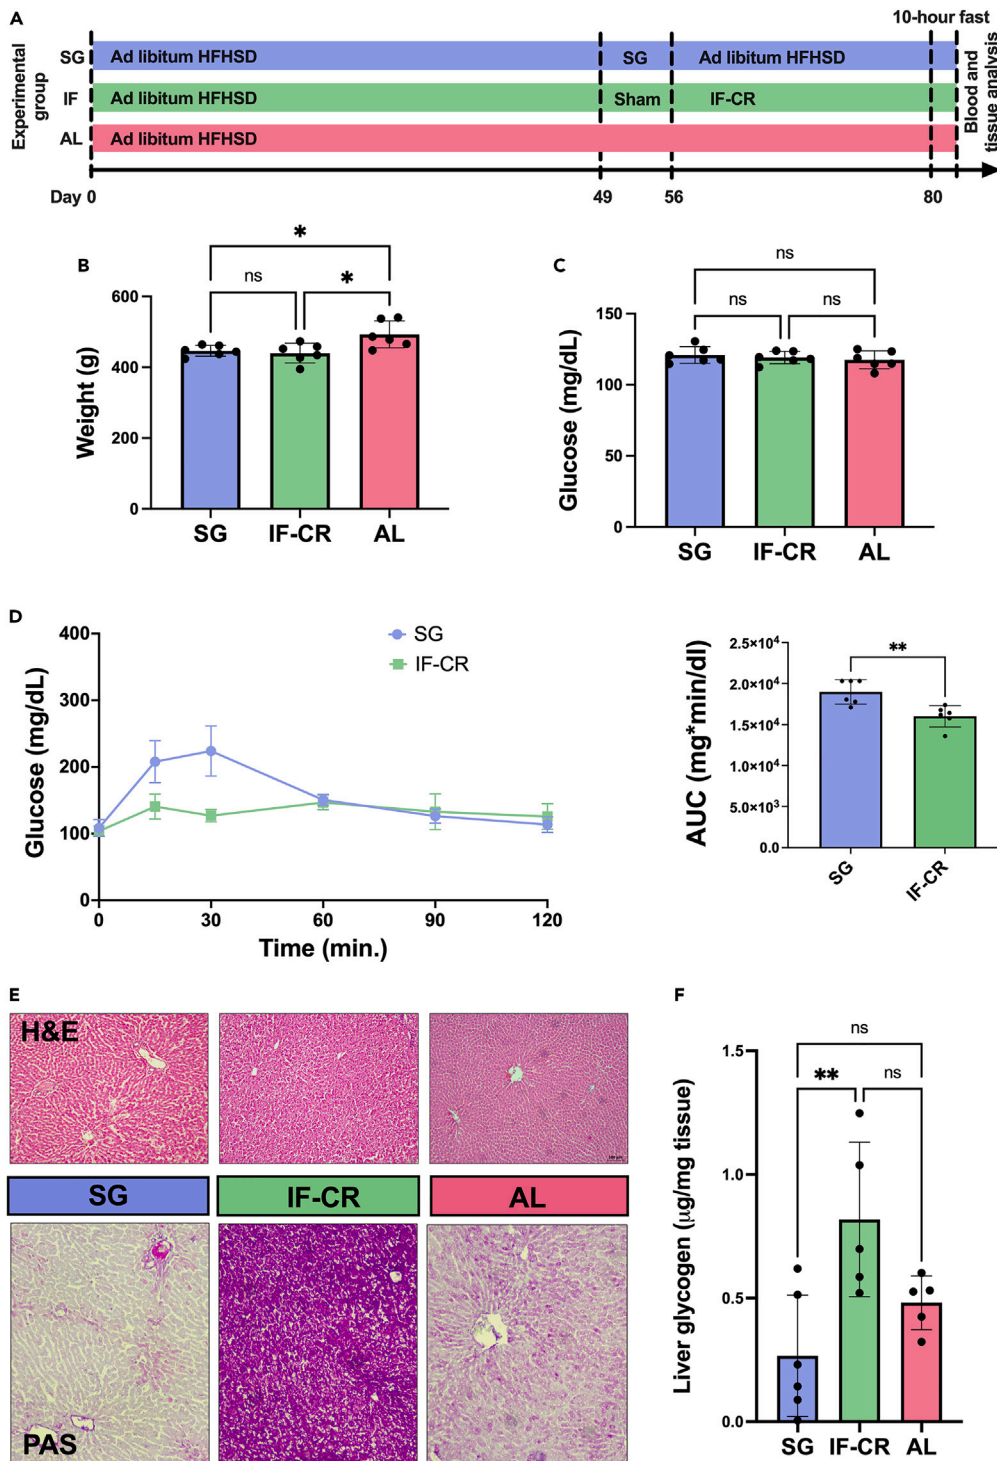 A
10-hour fast
Experimental
group
SG
Ad libitum HFHSD
SG
Ad libitum HFHSD
IF
Ad libitum HFHSD
Sham
IF-CR
AL
Ad libitum HFHSD
Blood and
tissue analysis
Day 0
49
56
80
B
*
ns
*
Weight (g)
600
400
200
0
SG
IF-CR
AL
C
ns
ns
ns
Glucose (mg/dL)
150
100
50
0
SG
IF-CR
AL
D
Glucose (mg/dL)
400
300
200
100
0
SG
IF-CR
0
30
60
90
120
Time (min.)
AUC (mg*min/dl)
2.5×10⁴
2.0×10⁴
1.5×10⁴
1.0×10⁴
5.0×10³
0.0
**
SG
IF-CR
E
H&E
SG
IF-CR
AL
PAS
F
ns
**
ns
Liver glycogen (µg/mg tissue)
1.5
1.0
0.5
0.0
SG
IF-CR
AL